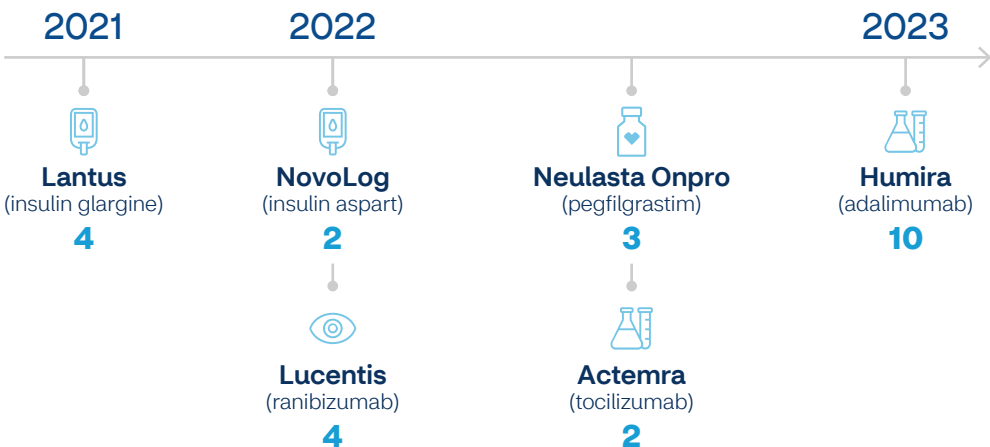 2021
2022
2023
Lantus
(insulin glargine)
4
NovoLog
(insulin aspart)
2
Neulasta Onpro
(pegfilgrastim)
3
Humira
(adalimumab)
10
Lucentis
(ranibizumab)
4
Actemra
(tocilizumab)
2